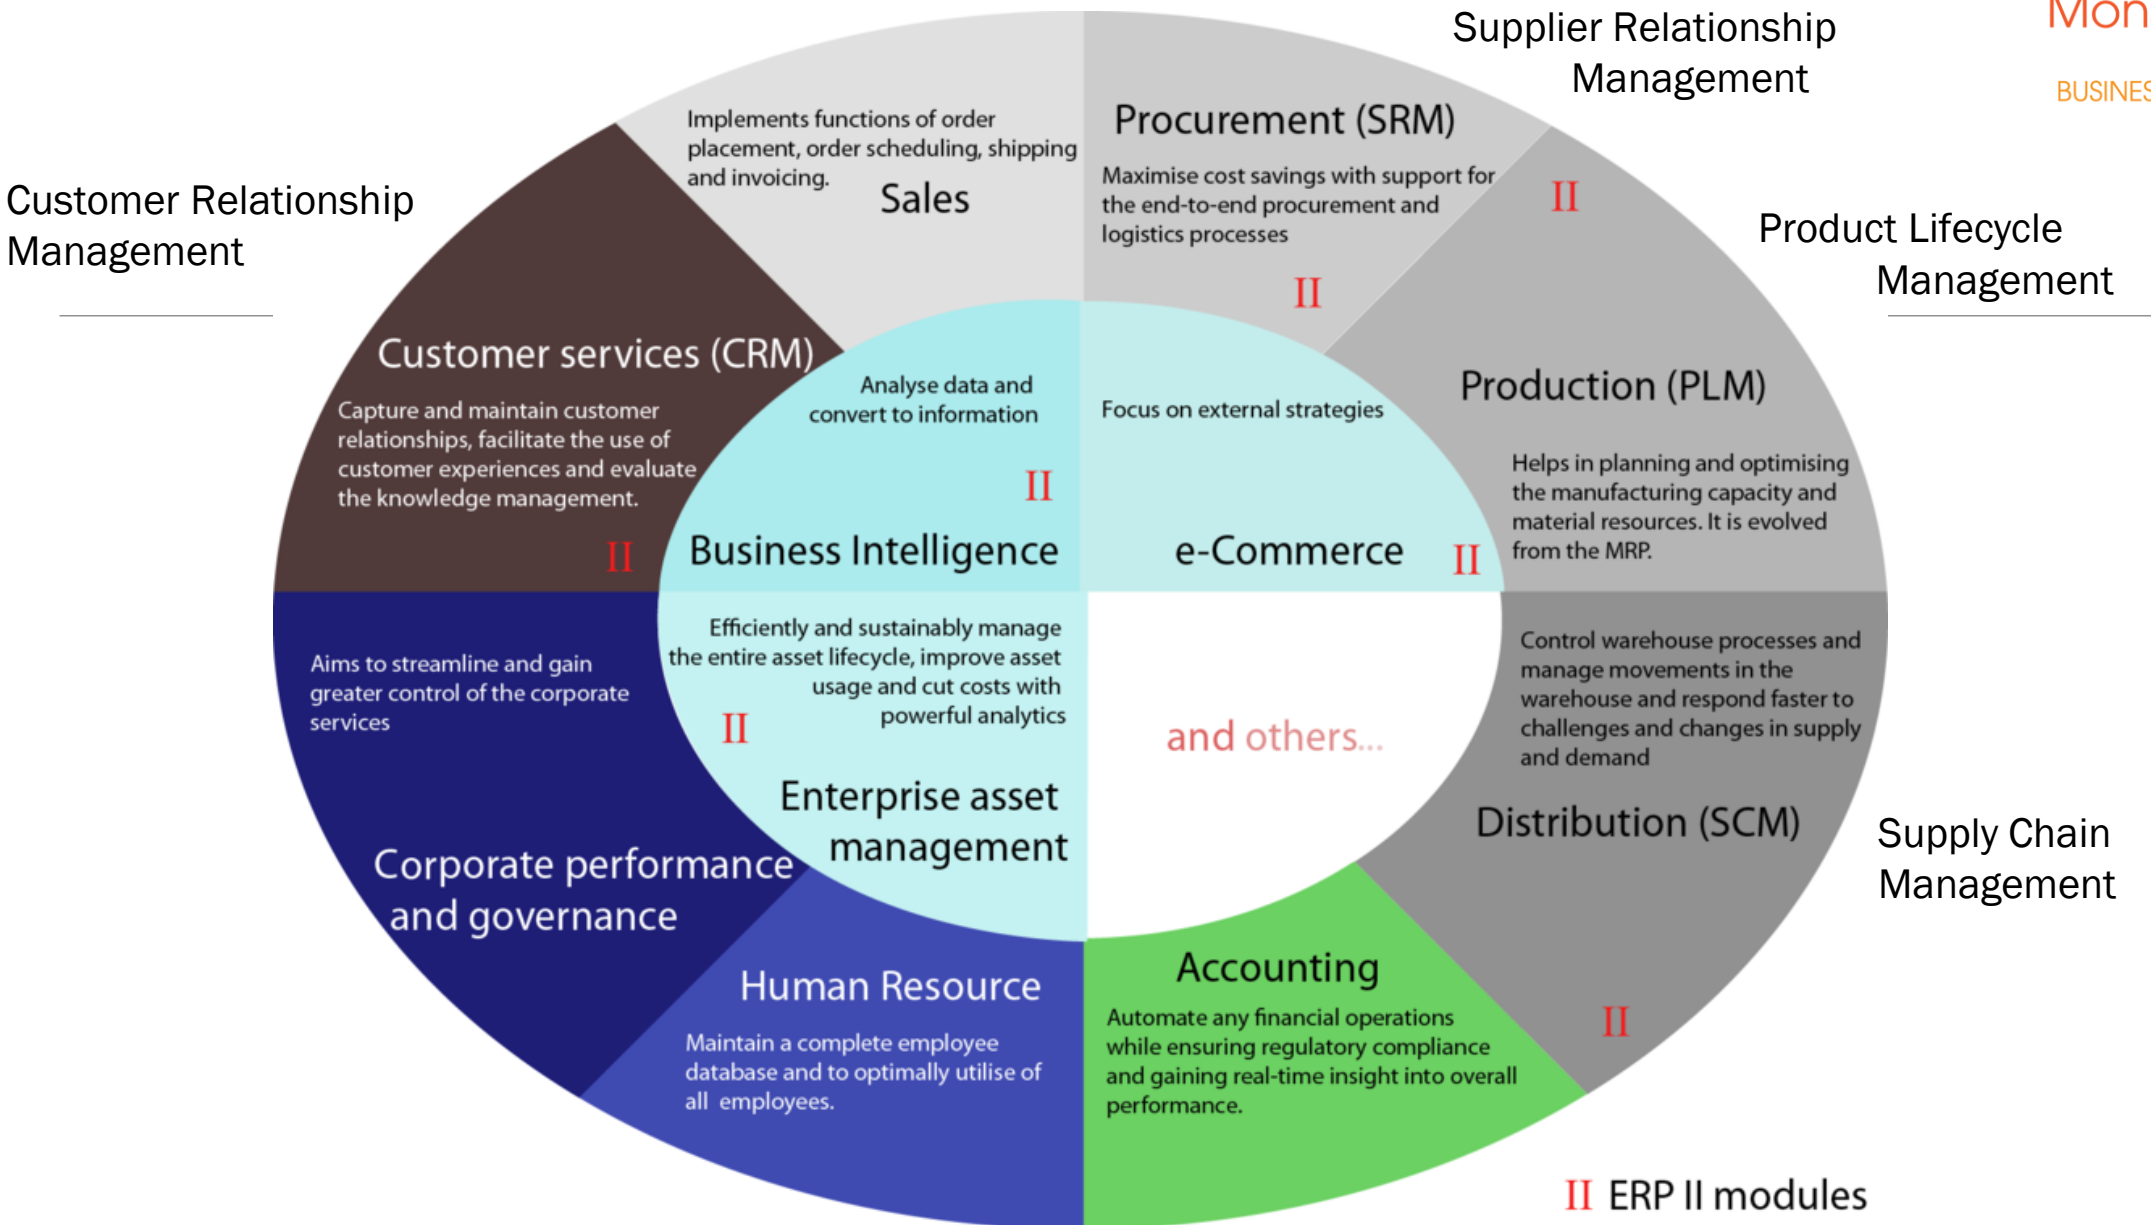 Supplier Relationship
Management
Mon
BUSINES
Customer Relationship
Management
Product Lifecycle
Management
Implements functions of order
placement, order scheduling, shipping
and invoicing.
Sales
Procurement (SRM)
Maximise cost savings with support for
the end-to-end procurement and
logistics processes
II
II
Customer services (CRM)
Capture and maintain customer
relationships, facilitate the use of
customer experiences and evaluate
the knowledge management.
II
Analyse data and
convert to information
II
Business Intelligence
Focus on external strategies
e-Commerce
II
Production (PLM)
Helps in planning and optimising
the manufacturing capacity and
material resources. It is evolved
from the MRP.
Aims to streamline and gain
greater control of the corporate
services
Corporate performance
and governance
Efficiently and sustainably manage
the entire asset lifecycle, improve asset
usage and cut costs with
powerful analytics
II
Enterprise asset
management
and others...
Control warehouse processes and
manage movements in the
warehouse and respond faster to
challenges and changes in supply
and demand
Distribution (SCM)
II
Supply Chain
Management
Human Resource
Maintain a complete employee
database and to optimally utilise of
all employees.
Accounting
Automate any financial operations
while ensuring regulatory compliance
and gaining real-time insight into overall
performance.
II ERP II modules